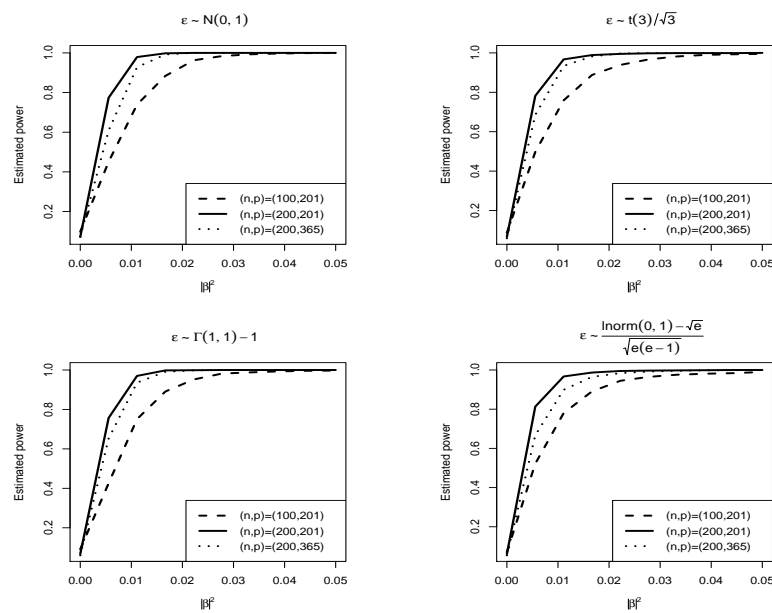 ε ~ N(0, 1)
Estimated power
1.0
0.8
0.6
0.4
0.2
(n,p)=(100,201)
(n,p)=(200,201)
(n,p)=(200,365)
0.00 0.01 0.02 0.03 0.04 0.05
|β|²
ε ~ t(3)/√3
Estimated power
1.0
0.8
0.6
0.4
0.2
(n,p)=(100,201)
(n,p)=(200,201)
(n,p)=(200,365)
0.00 0.01 0.02 0.03 0.04 0.05
|β|²
ε ~ Γ(1, 1) − 1
Estimated power
1.0
0.8
0.6
0.4
0.2
(n,p)=(100,201)
(n,p)=(200,201)
(n,p)=(200,365)
0.00 0.01 0.02 0.03 0.04 0.05
|β|²
ε ~ lnorm(0, 1) − √e
√e(e − 1)
Estimated power
1.0
0.8
0.6
0.4
0.2
(n,p)=(100,201)
(n,p)=(200,201)
(n,p)=(200,365)
0.00 0.01 0.02 0.03 0.04 0.05
|β|²